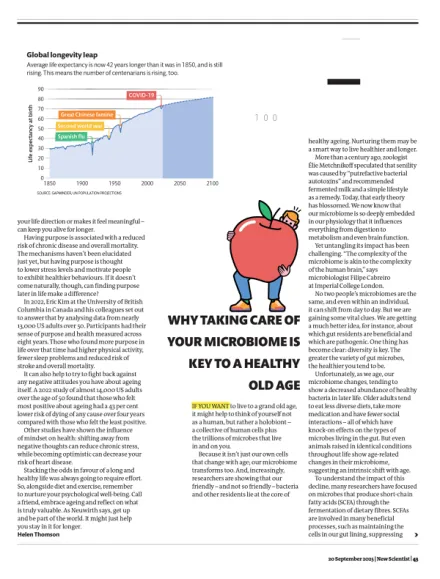 Global longevity leap
Average life expectancy is now 42 years longer than it was in 1850, and is still
rising. This means the number of centenarians is rising, too.
Life expectancy at birth
90
80
70
60
50
40
30
20
10
0
COVID-19
Great Chinese famine
Second world war
Spanish flu
1850
1900
1950
2000
2050
2100
SOURCE: GAPMINDER; UN POPULATION PROJECTIONS
your life direction or makes it feel meaningful –
can keep you alive for longer.
Having purpose is associated with a reduced
risk of chronic disease and overall mortality.
The mechanisms haven't been elucidated
just yet, but having purpose is thought
to lower stress levels and motivate people
to exhibit healthier behaviours. If it doesn't
come naturally, though, can finding purpose
later in life make a difference?
In 2022, Eric Kim at the University of British
Columbia in Canada and his colleagues set out
to answer that by analysing data from nearly
13,000 US adults over 50. Participants had their
sense of purpose and health measured across
eight years. Those who found more purpose in
life over that time had higher physical activity,
fewer sleep problems and reduced risk of
stroke and overall mortality.
It can also help to try to fight back against
any negative attitudes you have about ageing
itself. A 2022 study of almost 14,000 US adults
over the age of 50 found that those who felt
most positive about ageing had a 43 per cent
lower risk of dying of any cause over four years
compared with those who felt the least positive.
Other studies have shown the influence
of mindset on health: shifting away from
negative thoughts can reduce chronic stress,
while becoming optimistic can decrease your
risk of heart disease.
Stacking the odds in favour of a long and
healthy life was always going to require effort.
So, alongside diet and exercise, remember
to nurture your psychological well-being. Call
a friend, embrace ageing and reflect on what
is truly valuable. As Neuwirth says, get up
and be part of the world. It might just help
you stay in it for longer.
Helen Thomson
TOO
WHY TAKING CARE OF
YOUR MICROBIOME IS
KEY TO A HEALTHY
OLD AGE
IF YOU WANT to live to a grand old age,
it might help to think of yourself not
as a human, but rather a holobiont –
a collective of human cells plus
the trillions of microbes that live
in and on you.
Because it isn't just our own cells
that change with age; our microbiome
transforms too. And, increasingly,
researchers are showing that our
friendly – and not so friendly – bacteria
and other residents lie at the core of
healthy ageing. Nurturing them may be
a smart way to live healthier and longer.
More than a century ago, zoologist
Élie Metchnikoff speculated that senility
was caused by "putrefactive bacterial
autotoxins" and recommended
fermented milk and a simple lifestyle
as a remedy. Today, that early theory
has blossomed. We now know that
our microbiome is so deeply embedded
in our physiology that it influences
everything from digestion to
metabolism and even brain function.
Yet untangling its impact has been
challenging. "The complexity of the
microbiome is akin to the complexity
of the human brain," says
microbiologist Filipe Cabreiro
at Imperial College London.
No two people's microbiomes are the
same, and even within an individual,
it can shift from day to day. But we are
gaining some vital clues. We are getting
a much better idea, for instance, about
which gut residents are beneficial and
which are pathogenic. One thing has
become clear: diversity is key. The
greater the variety of gut microbes,
the healthier you tend to be.
Unfortunately, as we age, our
microbiome changes, tending to
show a decreased abundance of healthy
bacteria in later life. Older adults tend
to eat less diverse diets, take more
medication and have fewer social
interactions – all of which have
knock-on effects on the types of
microbes living in the gut. But even
animals raised in identical conditions
throughout life show age-related
changes in their microbiome,
suggesting an intrinsic shift with age.
To understand the impact of this
decline, many researchers have focused
on microbes that produce short-chain
fatty acids (SCFA) through the
fermentation of dietary fibres. SCFAs
are involved in many beneficial
processes, such as maintaining the
cells in our gut lining, suppressing >
20 September 2025 | New Scientist | 43